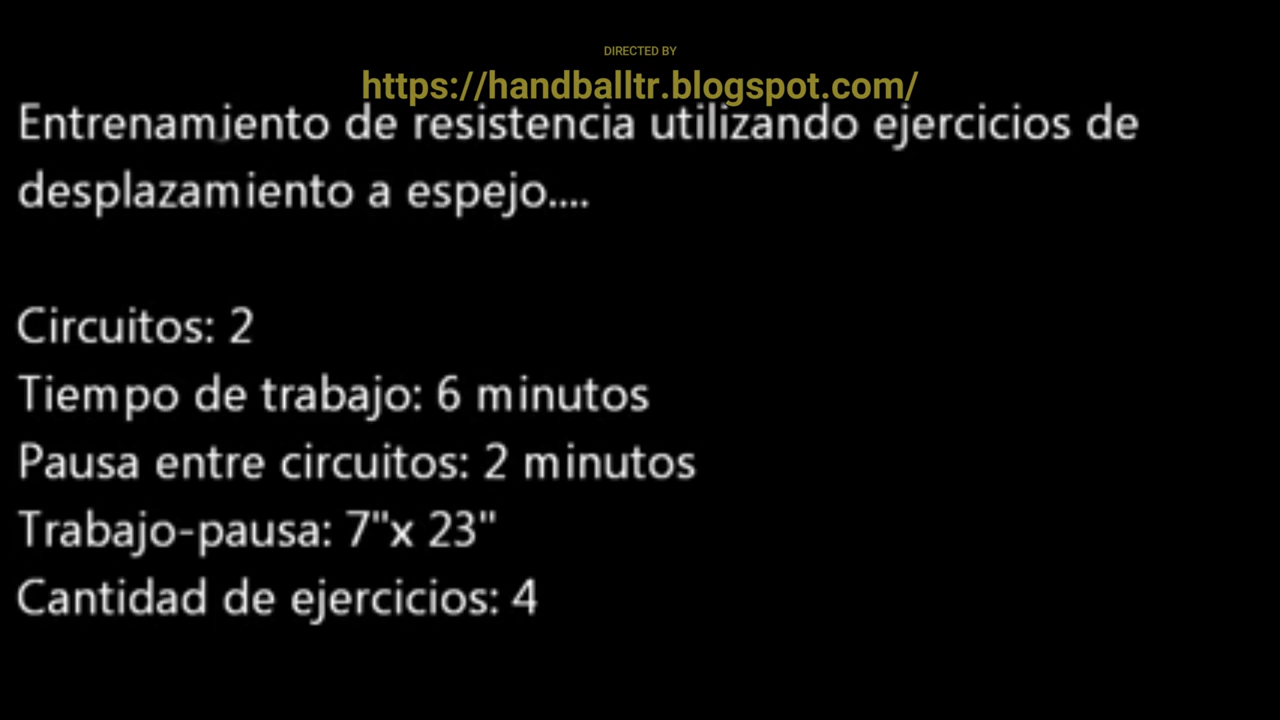 DIRECTED BY
https://handballtr.blogspot.com/
Entrenamiento de resistencia utilizando ejercicios de
desplazamiento a espejo....
Circuitos: 2
Tiempo de trabajo: 6 minutos
Pausa entre circuitos: 2 minutos
Trabajo-pausa: 7"x 23"
Cantidad de ejercicios: 4